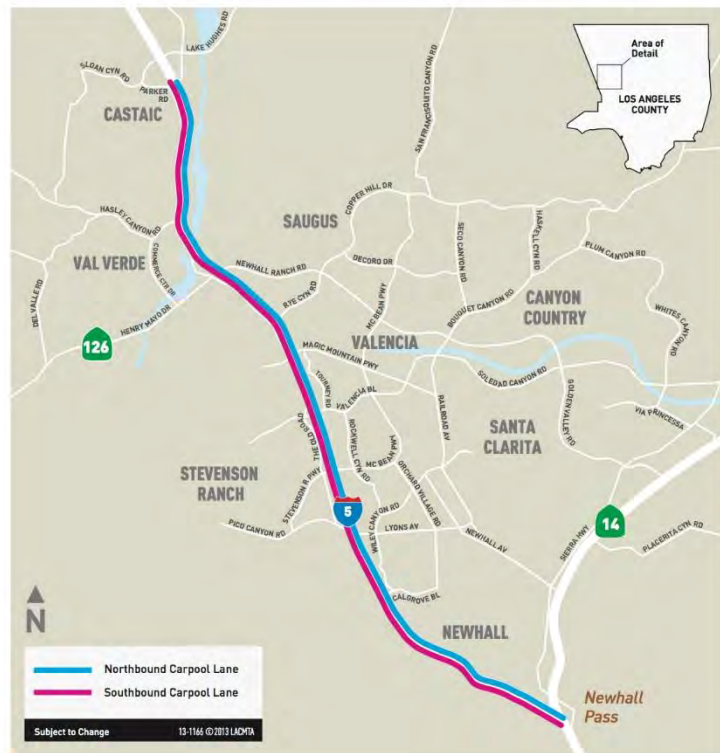 LAKE HUGHES RD
SLOAN CYN RD
PARKER
RD
CASTAIC
SAN FRANCISQUITO CANYON RD
Area of
Detail
LOS ANGELES
COUNTY
COPPER HILL DR
SAUGUS
HASLEY CANYON RD
SECO CANYON RD
HASKELL CYN RD
PLUM CANYON RD
VAL VERDE
COMMERCE CTR DR
NEWHALL RANCH RD
DECORO DR
DEL VALLE RD
RYE CYN RD
MC BEAN PWY
BOUQUET CANYON RD
CANYON
COUNTRY
WHITES CANYON RD
HENRY MAYO DR
126
VALENCIA
MAGIC MOUNTAIN PWY
SOLEDAD CANYON RD
TOURNEY RD
VALENCIA BL
RAILROAD AV
GOLDEN VALLEY RD
VIA PRINCESSA
THE OLD ROAD
ROCKWELL CYN RD
MC BEAN PWY
SANTA
CLARITA
STEVENSON
RANCH
STEVENSON R PWY
ORCHARD VILLAGE RD
5
14
PICO CANYON RD
WILEY CANYON RD
LYONS AV
NEWHALL AV
SIERRA HWY
PLACERITA CYN RD
CALGROVE BL
N
NEWHALL
Northbound Carpool Lane
Southbound Carpool Lane
Newhall
Pass
Subject to Change
13-1166 ©2013 LACMTA